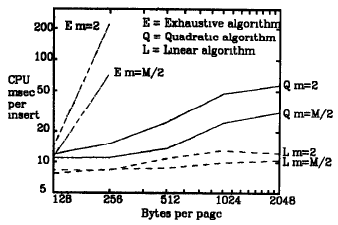 200
100
50
20
10
5
CPU
msec
per
insert
E m=2
E m=M/2
E = Exhaustive algorithm
Q = Quadratic algorithm
L = Linear algorithm
Q m=2
Q m=M/2
L m=2
L m=M/2
128 256 512 1024 2048
Bytes per page